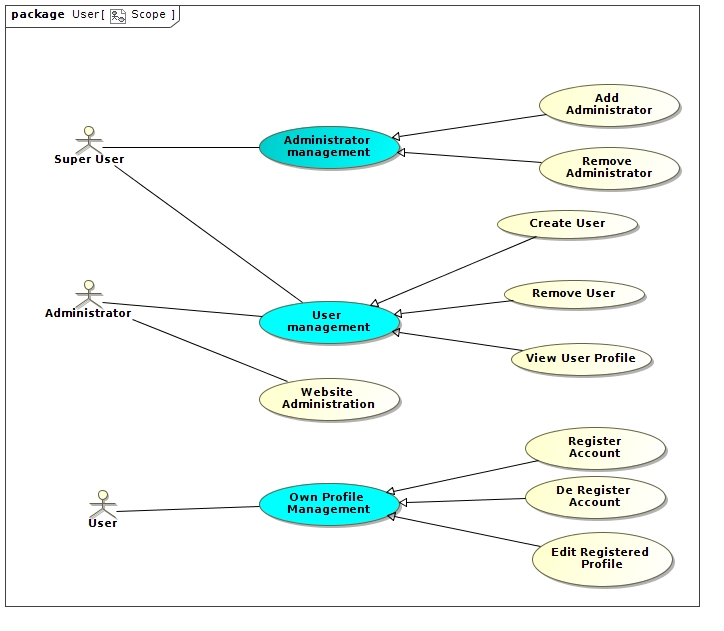 package User[ Scope ]
Add
Administrator
Super User
Administrator
management
Remove
Administrator
Create User
Administrator
User
management
Remove User
View User Profile
Website
Administration
Register
Account
User
Own Profile
Management
De Register
Account
Edit Registered
Profile